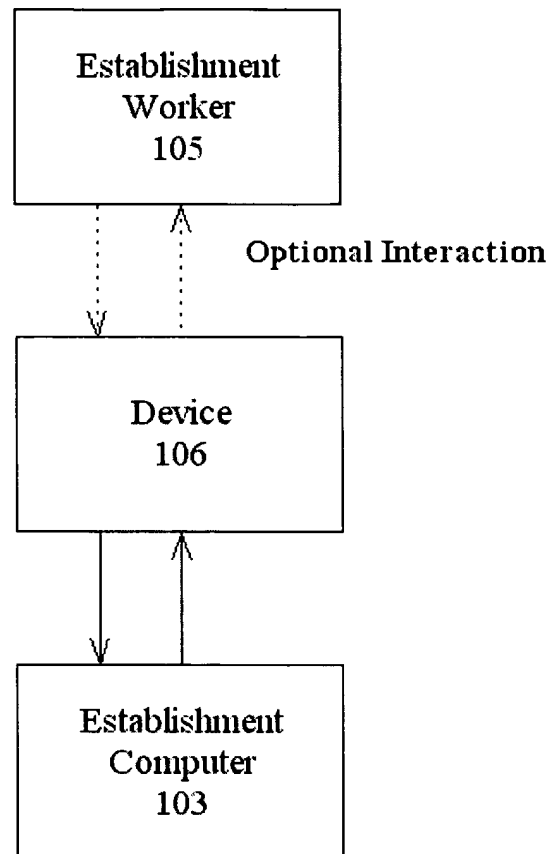 Establishment
Worker
105
Optional Interaction
Device
106
Establishment
Computer
103